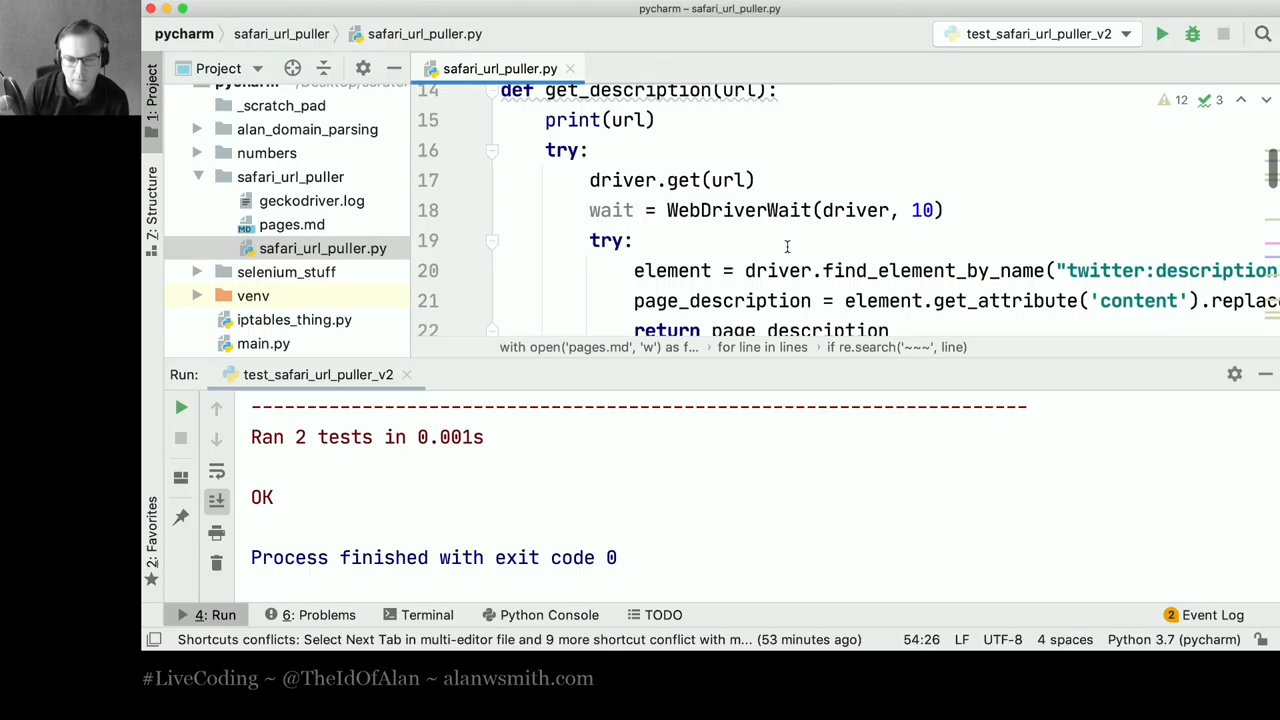 pycharm – safari_url_puller.py
pycharm safari_url_puller safari_url_puller.py
test_safari_url_puller_v2
1: Project
Project
safari_url_puller.py
_scratch_pad
alan_domain_parsing
numbers
safari_url_puller
geckodriver.log
pages.md
safari_url_puller.py
selenium_stuff
venv
iptables_thing.py
main.py
Z: Structure
2: Favorites
12 3
14 def get_description(url):
15 print(url)
16 try:
17 driver.get(url)
18 wait = WebDriverWait(driver, 10)
19 try:
20 element = driver.find_element_by_name("twitter:description
21 page_description = element.get_attribute('content').replac
22 return page_description
with open('pages.md', 'w') as f... for line in lines if re.search('~~~', line)
Run: test_safari_url_puller_v2
----------------------------------------------------------------------
Ran 2 tests in 0.001s
OK
Process finished with exit code 0
4: Run 6: Problems Terminal Python Console TODO 2 Event Log
Shortcuts conflicts: Select Next Tab in multi-editor file and 9 more shortcut conflict with m... (53 minutes ago) 54:26 LF UTF-8 4 spaces Python 3.7 (pycharm)
#LiveCoding ~ @TheIdOfAlan ~ alanwsmith.com